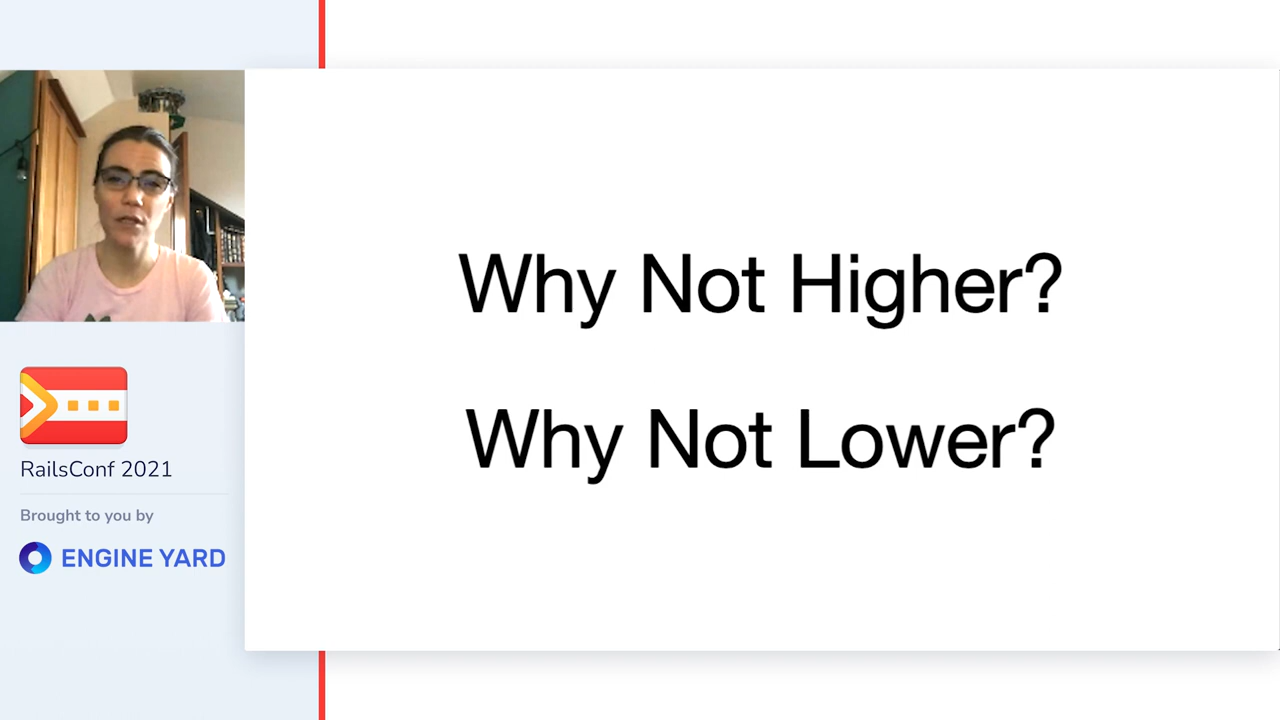 Why Not Higher?
Why Not Lower?
RailsConf 2021
Brought to you by
ENGINE YARD